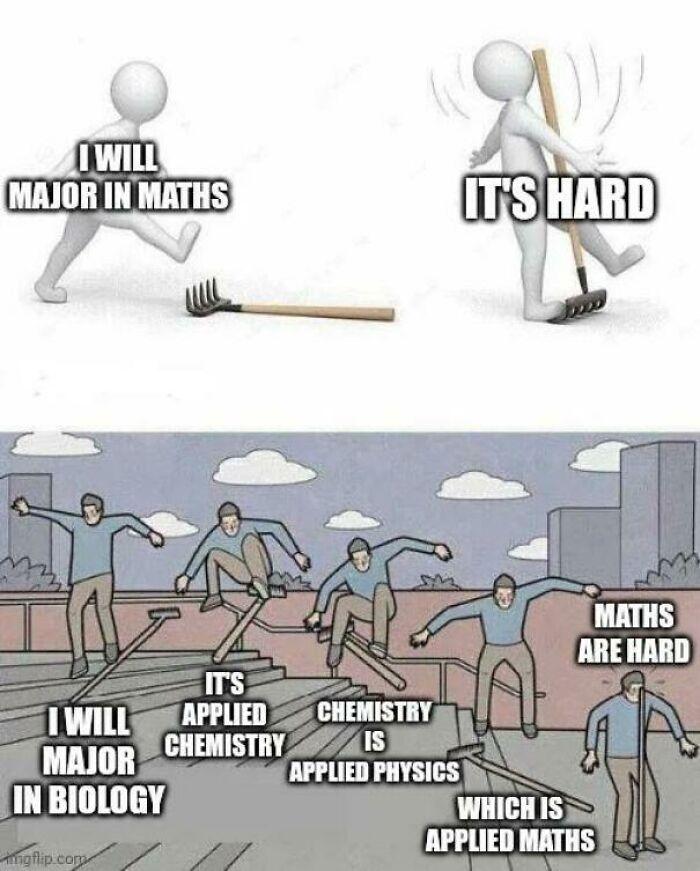 I WILL
MAJOR IN MATHS
IT'S HARD
I WILL
MAJOR
IN BIOLOGY
IT'S
APPLIED
CHEMISTRY
CHEMISTRY
IS
APPLIED PHYSICS
WHICH IS
APPLIED MATHS
MATHS
ARE HARD
imgflip.com